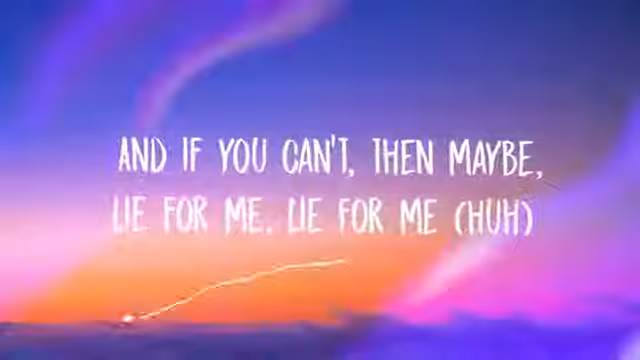 AND IF YOU CAN'T, THEN MAYBE,
LIE FOR ME, LIE FOR ME (HUH)